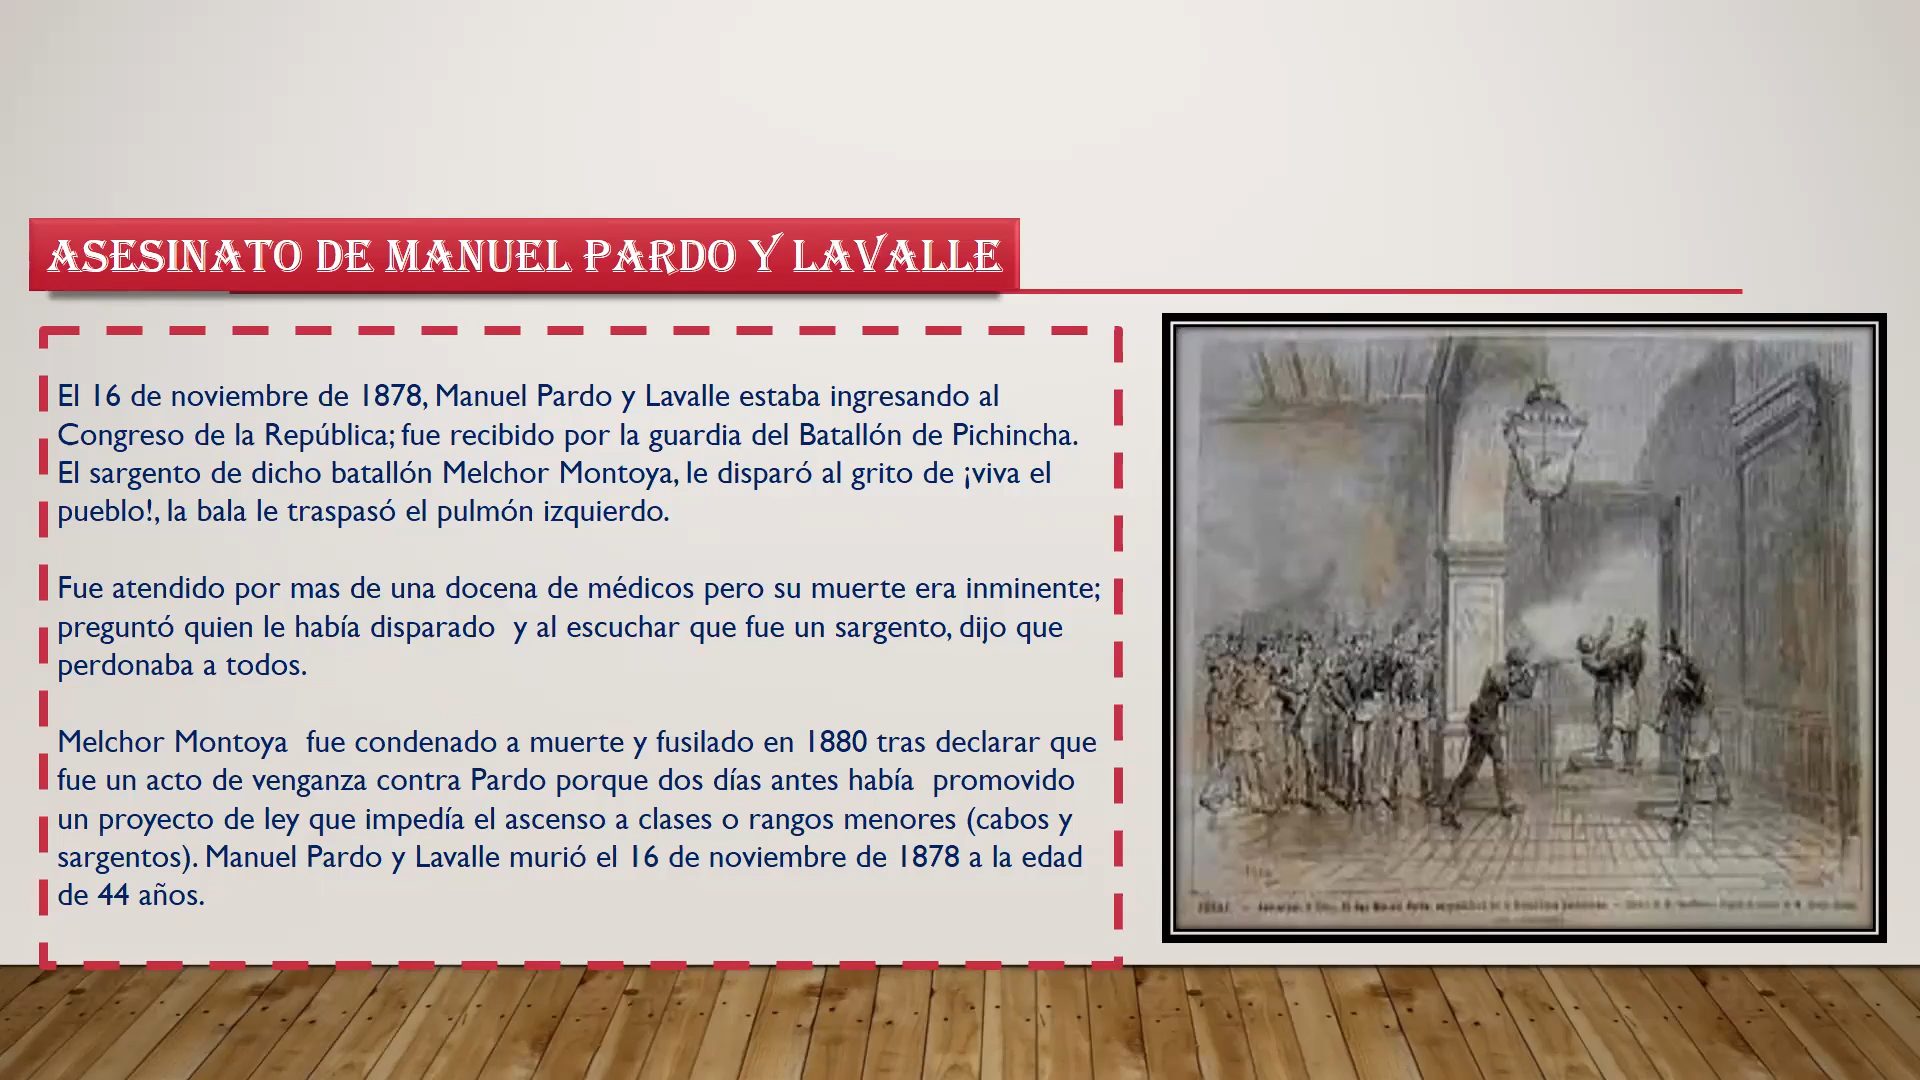 ASESINATO DE MANUEL PARDO Y LAVALLE
El 16 de noviembre de 1878, Manuel Pardo y Lavalle estaba ingresando al
Congreso de la República; fue recibido por la guardia del Batallón de Pichincha.
El sargento de dicho batallón Melchor Montoya, le disparó al grito de ¡viva el
pueblo!, la bala le traspasó el pulmón izquierdo.
Fue atendido por mas de una docena de médicos pero su muerte era inminente;
preguntó quien le había disparado  y al escuchar que fue un sargento, dijo que
perdonaba a todos.
Melchor Montoya  fue condenado a muerte y fusilado en 1880 tras declarar que
fue un acto de venganza contra Pardo porque dos días antes había  promovido
un proyecto de ley que impedía el ascenso a clases o rangos menores (cabos y
sargentos). Manuel Pardo y Lavalle murió el 16 de noviembre de 1878 a la edad
de 44 años.